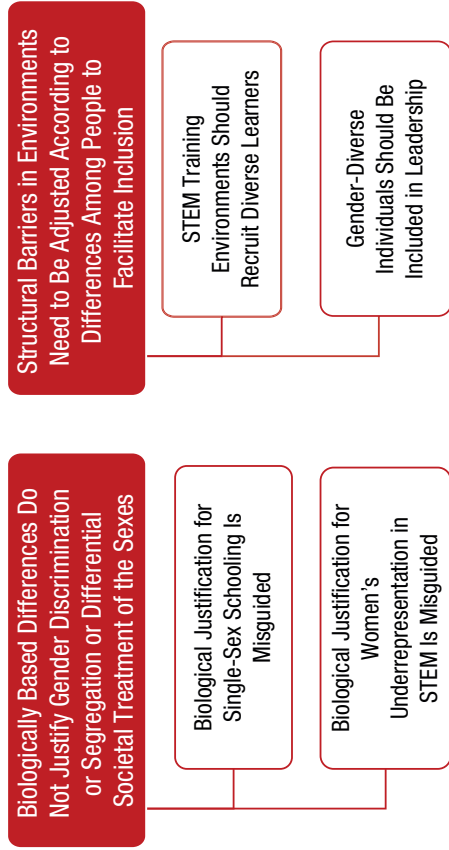 Biologically Based Differences Do
Not Justify Gender Discrimination
or Segregation or Differential
Societal Treatment of the Sexes
Biological Justification for
Single-Sex Schooling Is
Misguided
Biological Justification for
Women's
Underrepresentation in
STEM Is Misguided
Structural Barriers in Environments
Need to Be Adjusted According to
Differences Among People to
Facilitate Inclusion
STEM Training
Environments Should
Recruit Diverse Learners
Gender-Diverse
Individuals Should Be
Included in Leadership